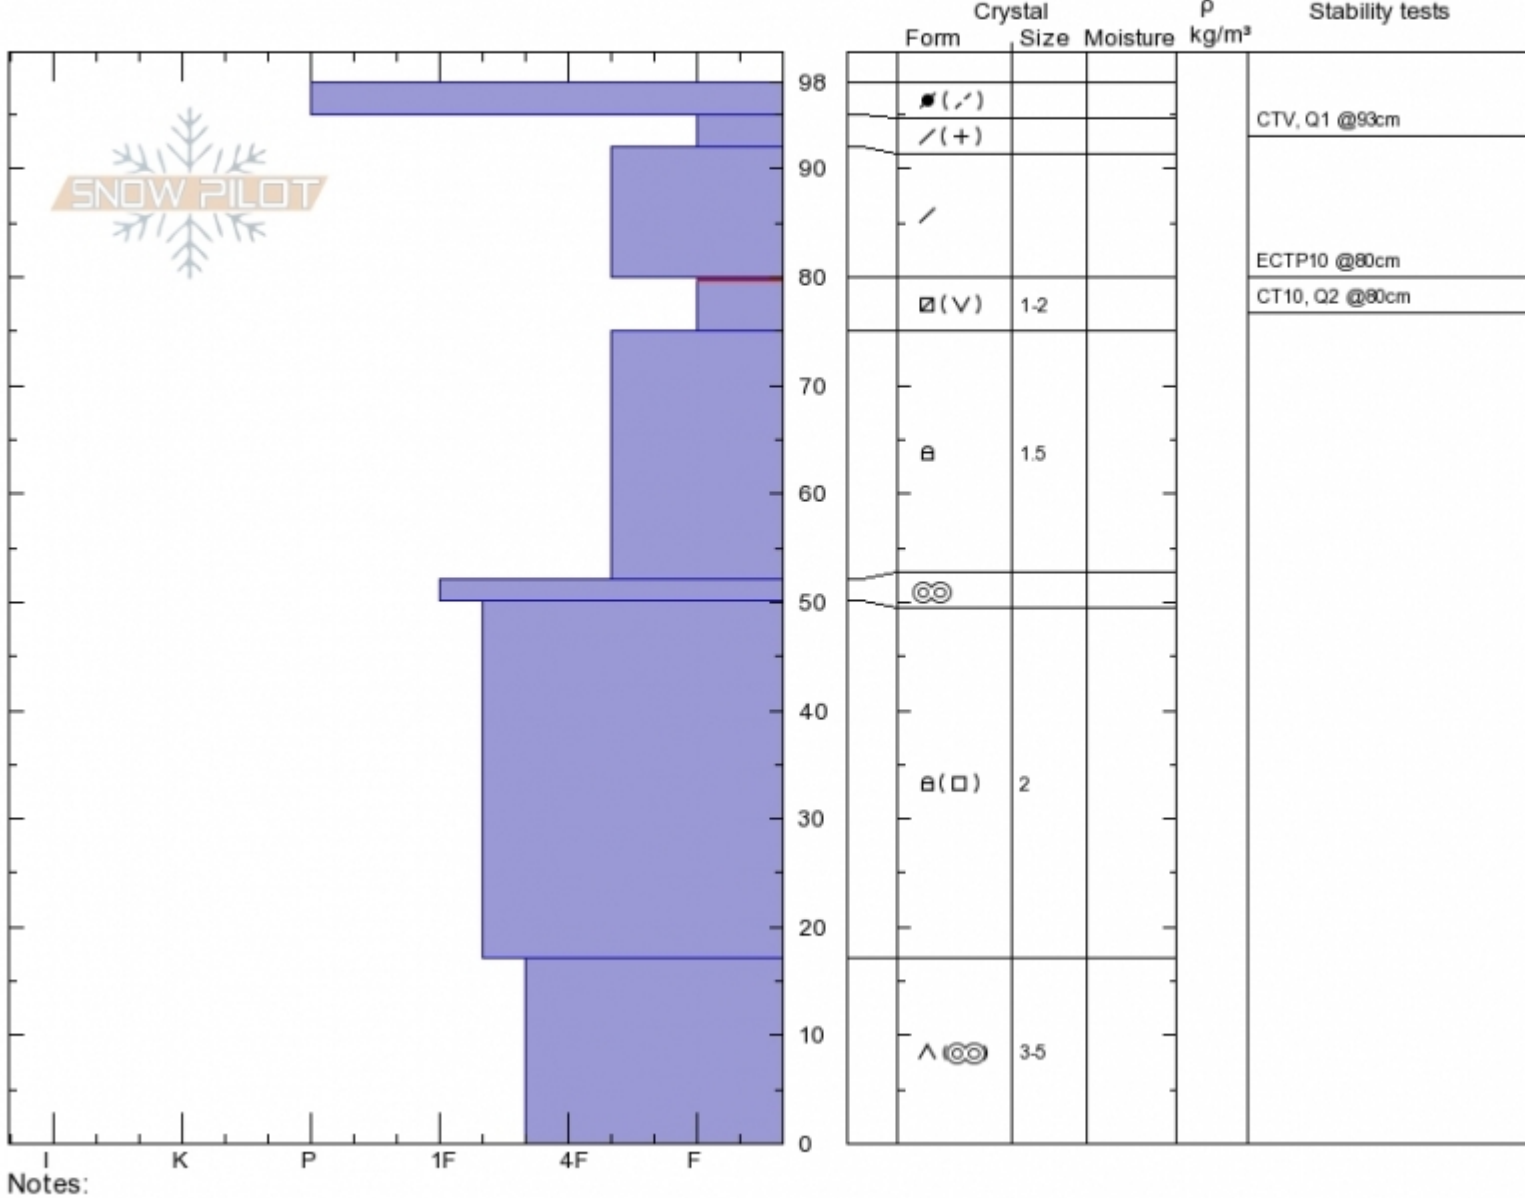 Crystal ρ Stability tests
Form Size Moisture kg/m³
98
CTV, Q1 @93cm
( )
( + )
90
SNOW PILOT
ECTP10 @80cm
80
CT10, Q2 @80cm
1-2
70
1.5
60
50
40
2
30
20
10
3-5
0
I K P 1F 4F F
Notes: